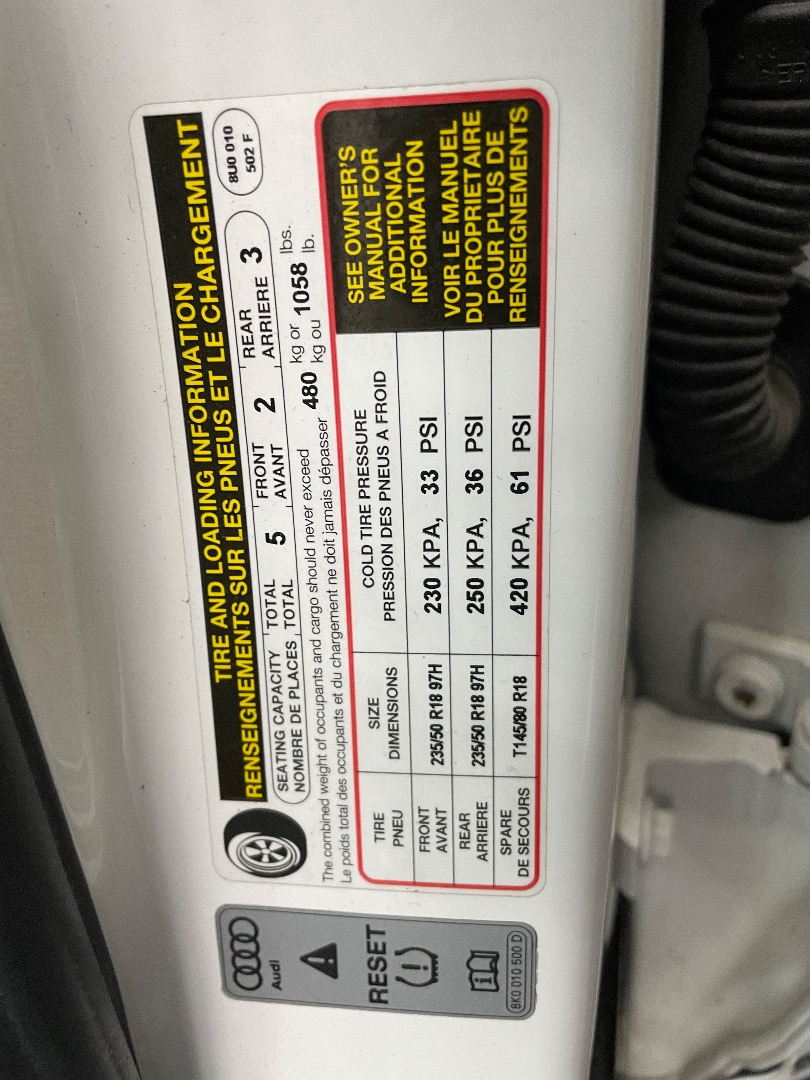 TIRE AND LOADING INFORMATION
RENSEIGNEMENTS SUR LES PNEUS ET LE CHARGEMENT
SEATING CAPACITY TOTAL 5 FRONT 2 REAR 3
NOMBRE DE PLACES TOTAL AVANT ARRIERE
8U0 010
502 F
The combined weight of occupants and cargo should never exceed 480 kg or 1058 lbs.
Le poids total des occupants et du chargement ne doit jamais dépasser kg ou lb.
TIRE SIZE COLD TIRE PRESSURE
PNEU DIMENSIONS PRESSION DES PNEUS A FROID
FRONT
AVANT 235/50 R18 97H 230 KPA, 33 PSI
REAR
ARRIERE 235/50 R18 97H 250 KPA, 36 PSI
SPARE
DE SECOURS T145/80 R18 420 KPA, 61 PSI
SEE OWNER'S
MANUAL FOR
ADDITIONAL
INFORMATION
VOIR LE MANUEL
DU PROPRIETAIRE
POUR PLUS DE
RENSEIGNEMENTS
Audi
RESET
8K0 010 500 D